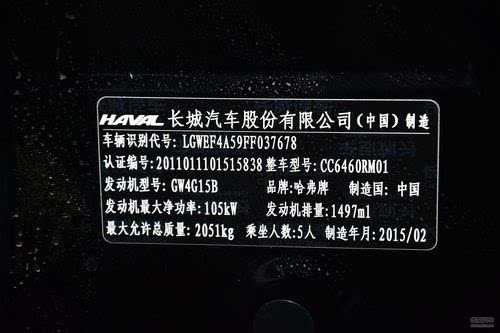 HAVAL 长城汽车股份有限公司(中国)制造
车辆识别代号: LGWEF4A59FF037678
认证编号: 2011011101515838 整车型号: CC6460RM01
发动机型号: GW4G15B 品牌: 哈弗牌 制造国: 中国
发动机最大净功率: 105kW 发动机排量: 1497ml
最大允许总质量: 2051kg 乘坐人数: 5人 制造年月: 2015/02